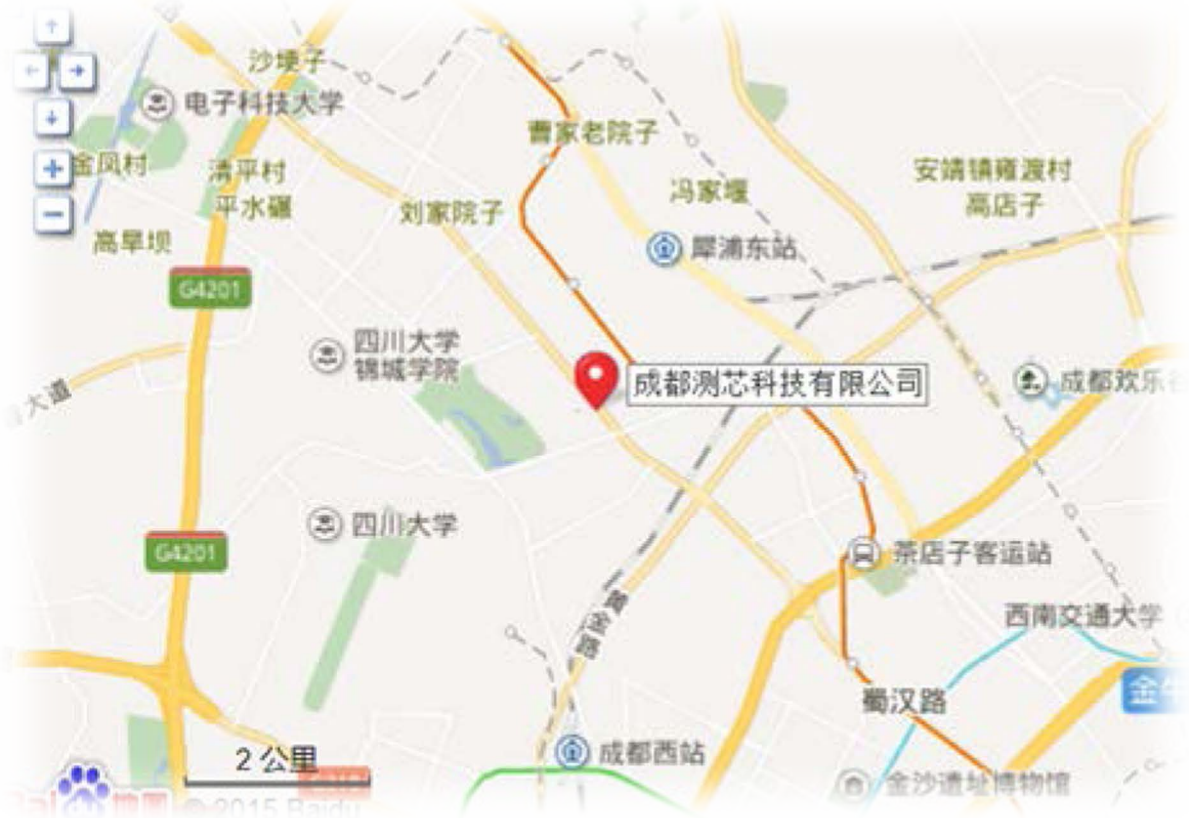 沙埂子
电子科技大学
曹家老院子
金凤村
清平村
平水碾
安靖镇雍渡村
高店子
冯家堰
刘家院子
高旱坝
犀浦东站
G4201
四川大学
锦城学院
成都测芯科技有限公司
成都欢乐
大道
四川大学
G4201
茶店子客运站
黄金路
西南交通大学
金牛
蜀汉路
2公里
成都西站
金沙遗址博物馆
© 2015 Baidu